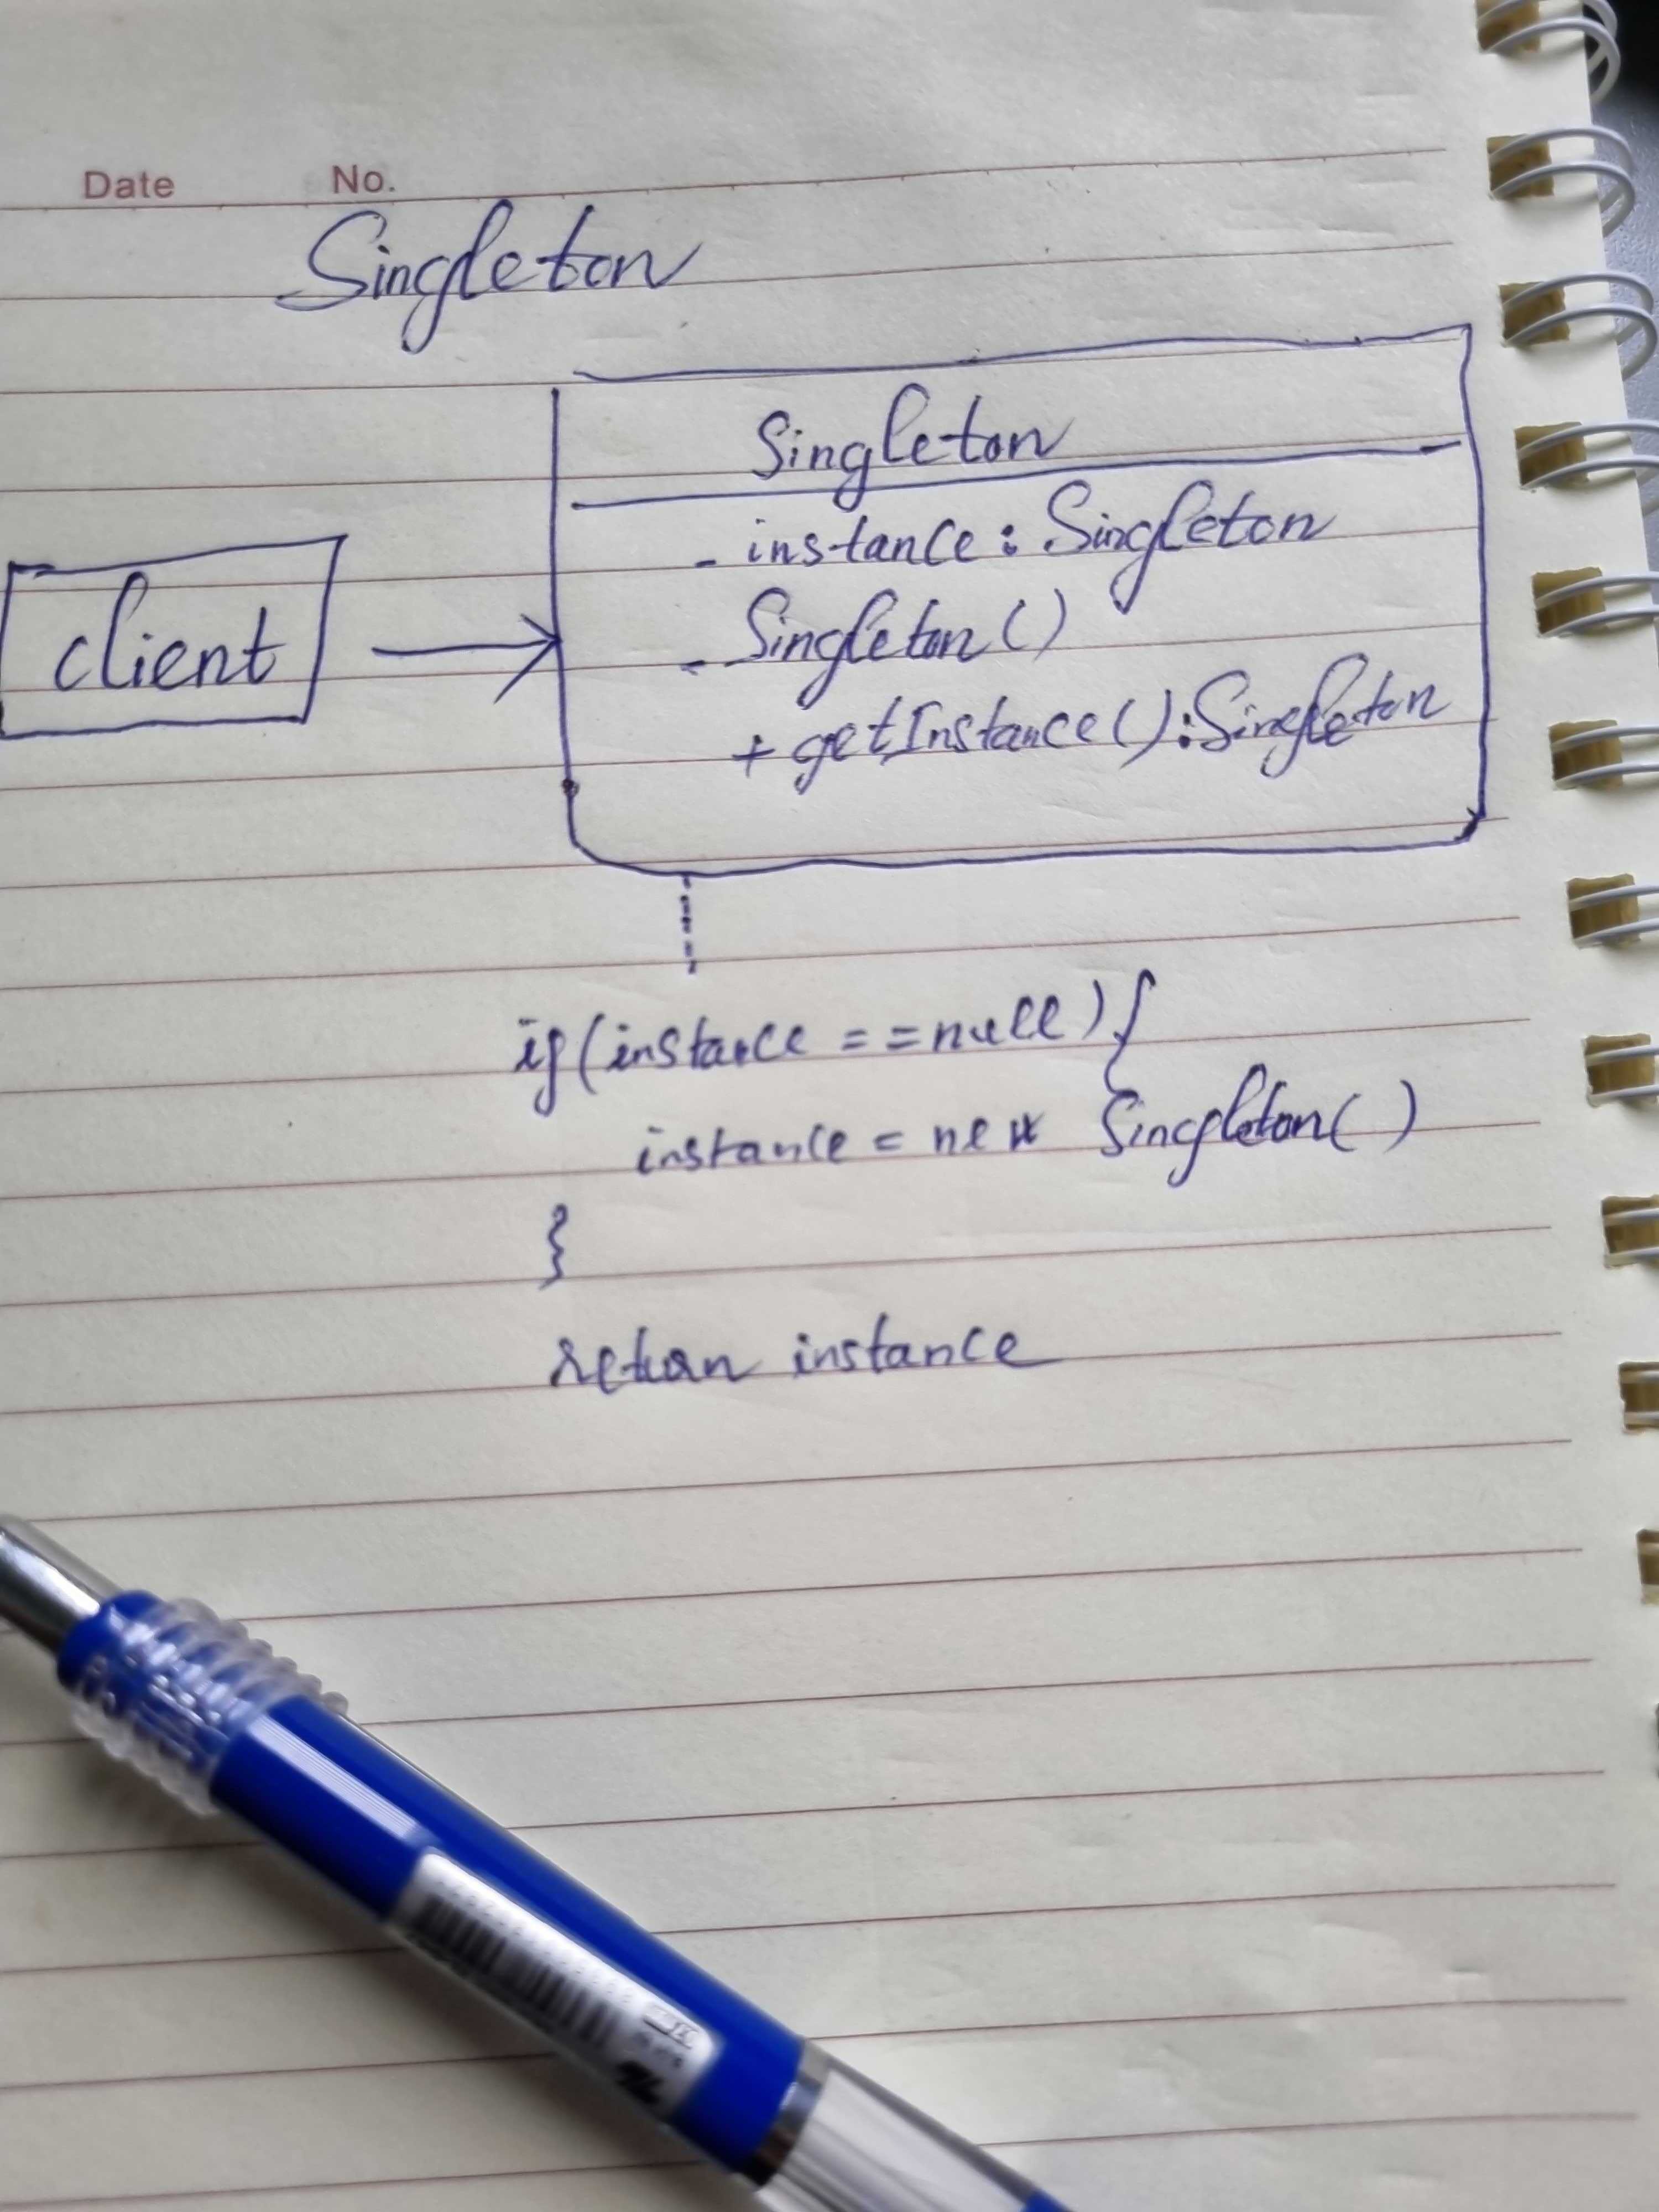 Date No.
Singleton
Singleton
- instance : Singleton
client
- Singleton()
+ getInstance() : Singleton
if(instance == null) {
instance = new Singleton()
}
return instance